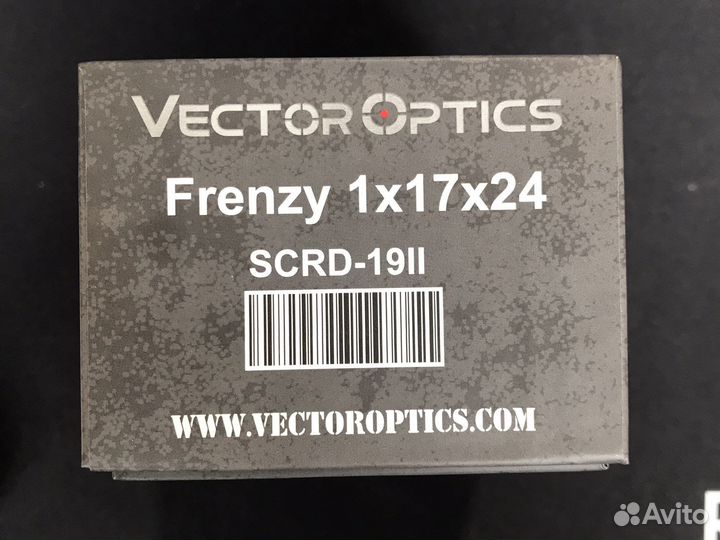 VECTOR OPTICS
Frenzy 1x17x24
SCRD-19II
WWW.VECTOROPTICS.COM
Avito